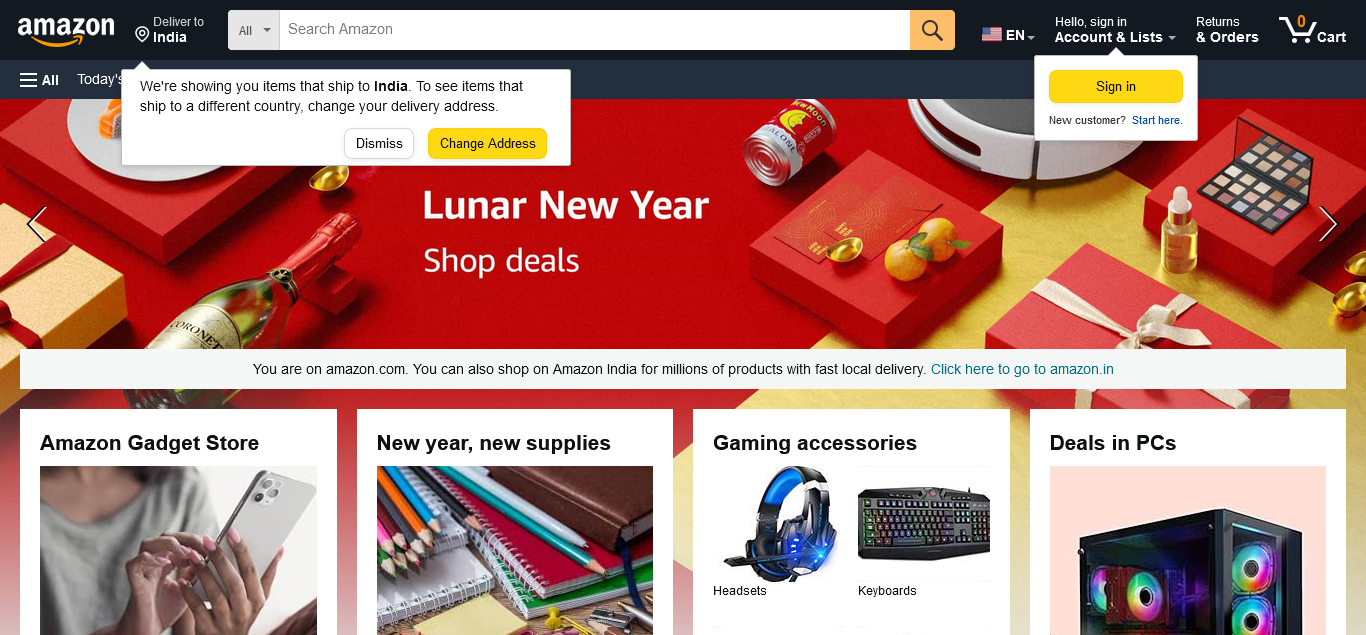 amazon
Deliver to
India
All
Search Amazon
EN
Hello, sign in
Account & Lists
Returns
& Orders
0
Cart
All
Today's
We're showing you items that ship to India. To see items that
ship to a different country, change your delivery address.
Dismiss
Change Address
Sign in
New customer? Start here.
NewMoon
ABALONE
Lunar New Year
Shop deals
CORONET
You are on amazon.com. You can also shop on Amazon India for millions of products with fast local delivery. Click here to go to amazon.in
Amazon Gadget Store
New year, new supplies
Gaming accessories
Deals in PCs
Headsets
Keyboards